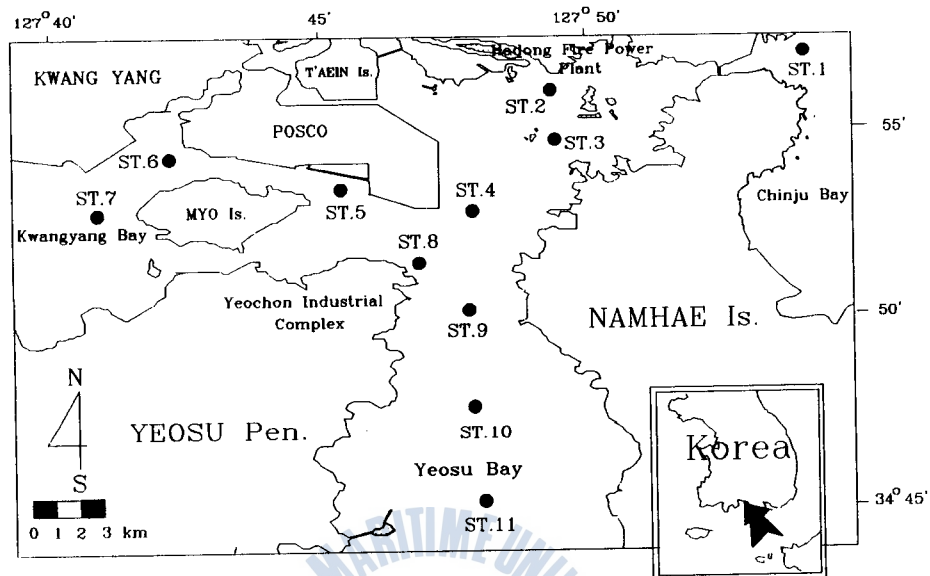 127° 40'
45'
127° 50'
KWANG YANG
T'AEIN Is.
Hadong Fire Power
Plant
ST.1
ST.2
55'
POSCO
ST.3
ST.6
ST.7
ST.4
MYO Is.
ST.5
Chinju Bay
Kwangyang Bay
ST.8
Yeochon Industrial
Complex
ST.9
50'
NAMHAE Is.
N
S
YEOSU Pen.
ST.10
Korea
Yeosu Bay
34° 45'
0 1 2 3 km
ST.11
MARITIME UNI